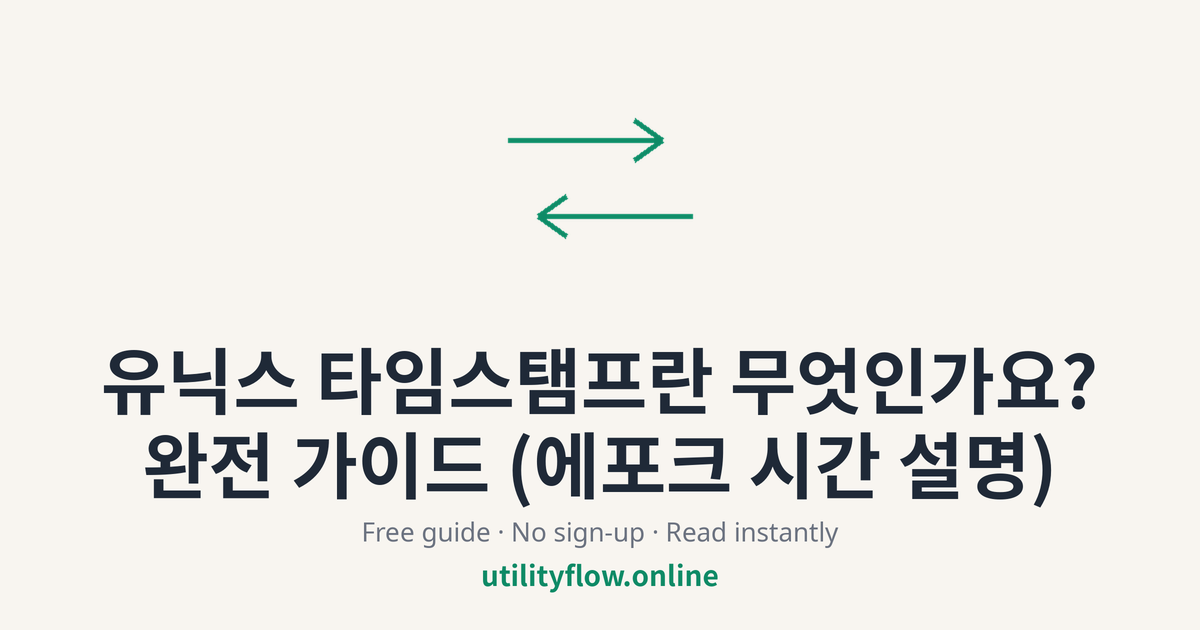 유닉스 타임스탬프란 무엇인가요?
완전 가이드 (에포크 시간 설명)
Free guide · No sign-up · Read instantly
utilityflow.online